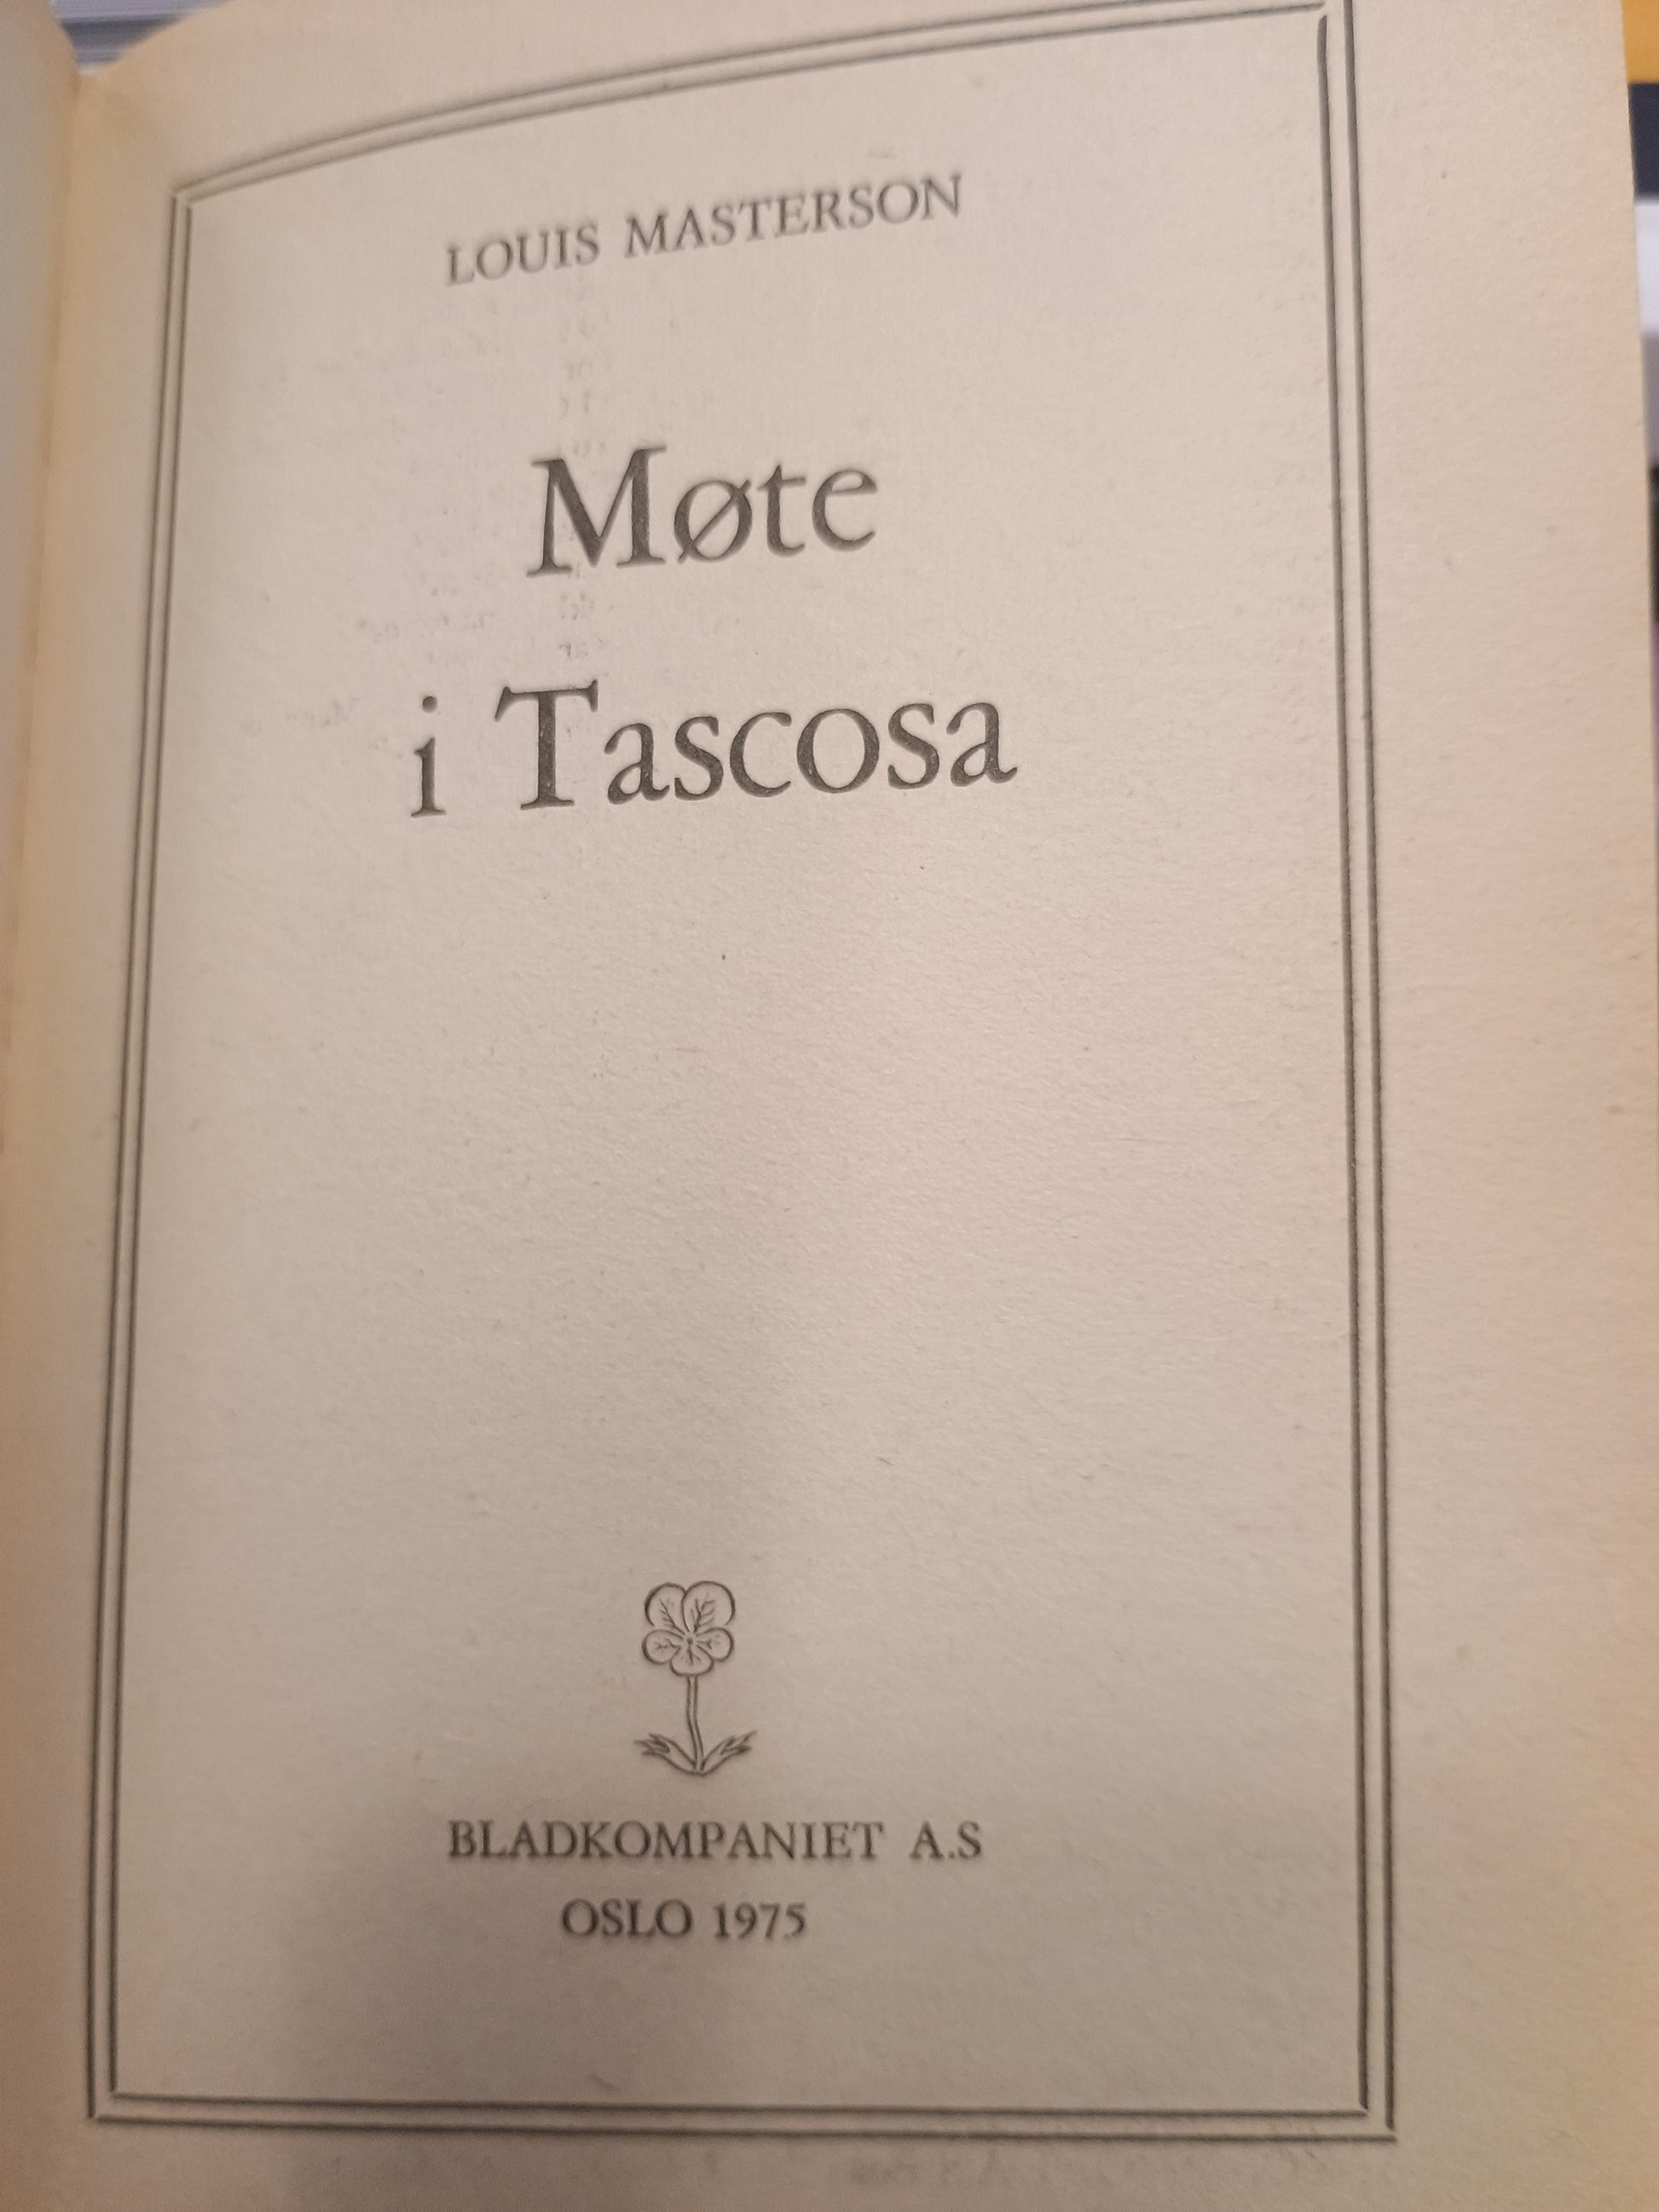 LOUIS MASTERSON
Møte
i Tascosa
BLADKOMPANIET A.S
OSLO 1975